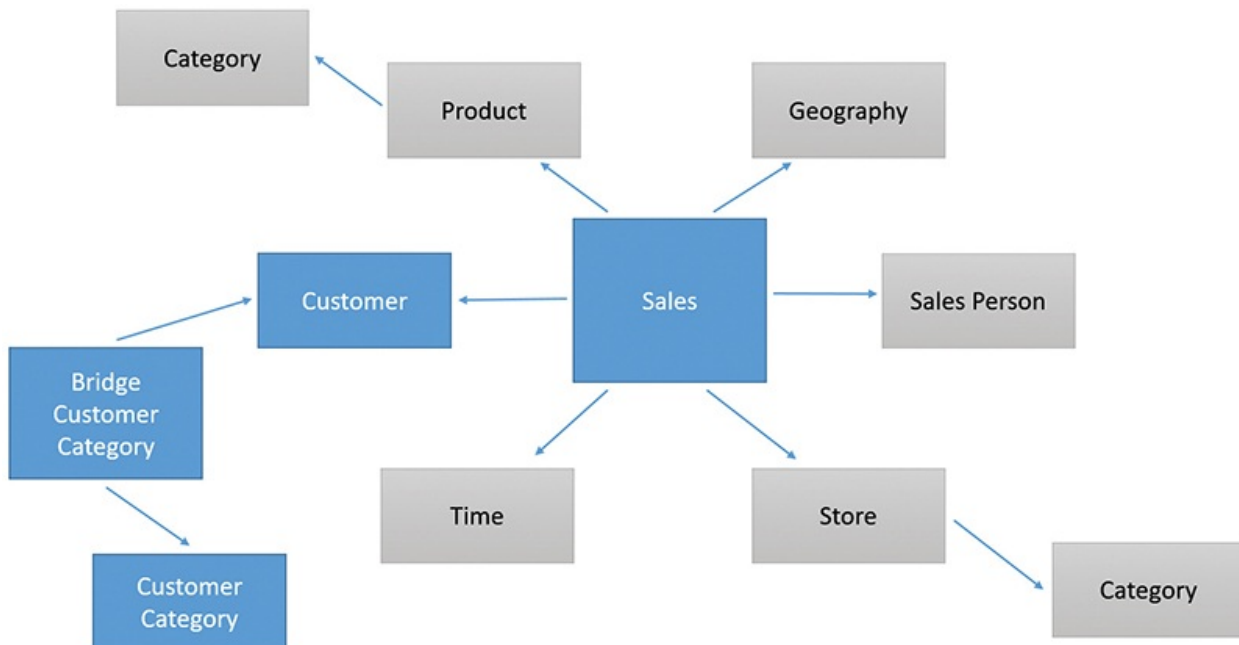 Category
Product
Geography
Customer
Sales
Sales Person
Bridge
Customer
Category
Time
Store
Customer
Category
Category